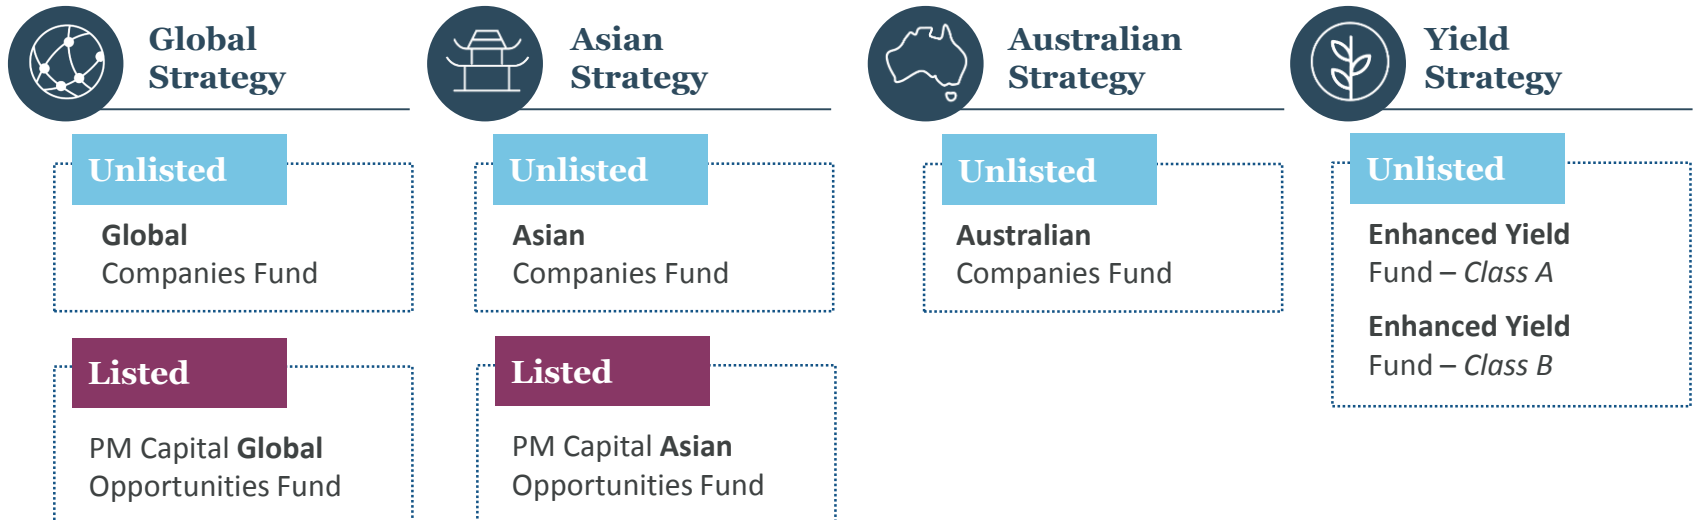 Global
Strategy
Unlisted
Global
Companies Fund
Listed
PM Capital Global
Opportunities Fund
Asian
Strategy
Unlisted
Asian
Companies Fund
Listed
PM Capital Asian
Opportunities Fund
Australian
Strategy
Unlisted
Australian
Companies Fund
Yield
Strategy
Unlisted
Enhanced Yield
Fund – Class A
Enhanced Yield
Fund – Class B